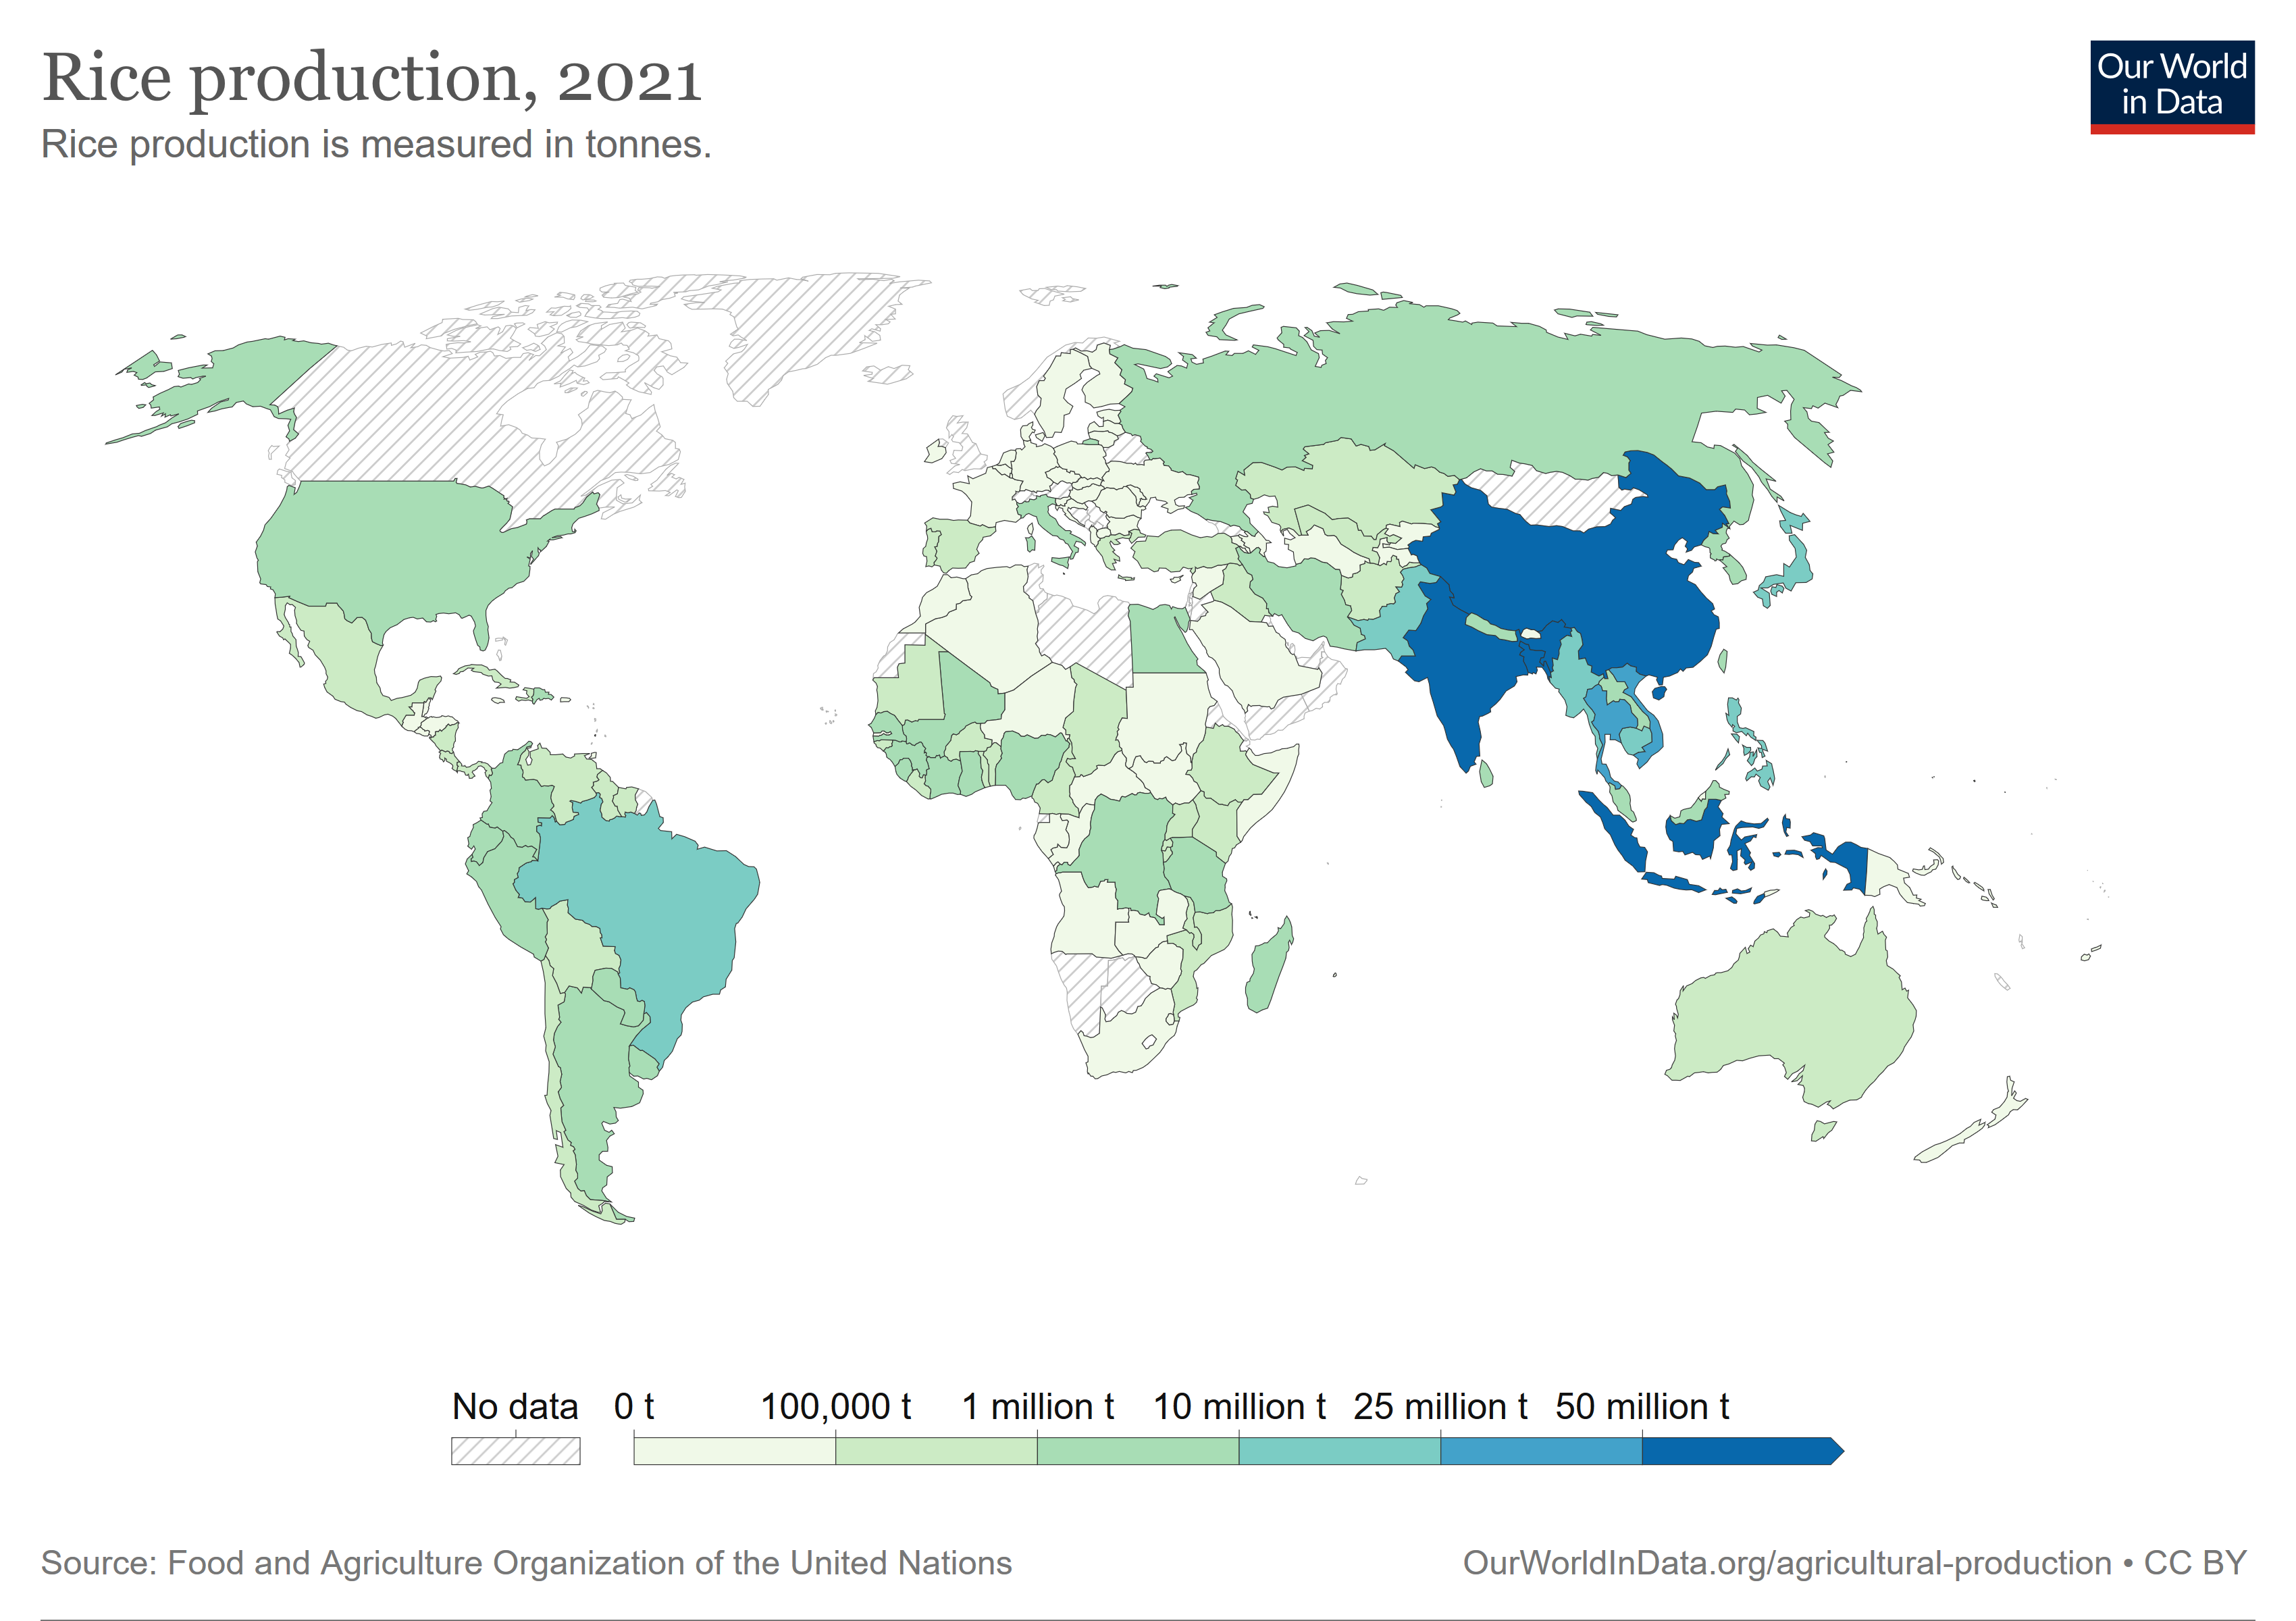 Rice production, 2021
Rice production is measured in tonnes.
Our World
in Data
No data
0 t
100,000 t
1 million t
10 million t
25 million t
50 million t
Source: Food and Agriculture Organization of the United Nations
OurWorldInData.org/agricultural-production • CC BY